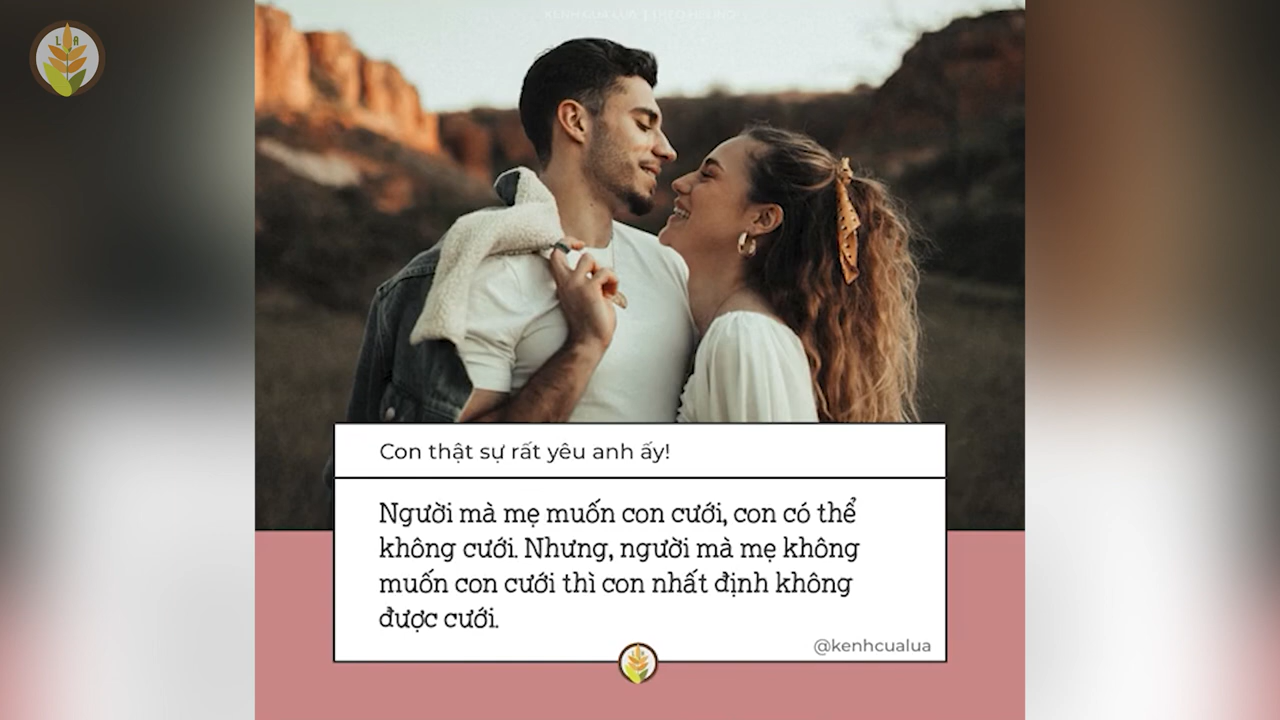 L A
Con thật sự rất yêu anh ấy!
Người mà mẹ muốn con cưới, con có thể
không cưới. Nhưng, người mà mẹ không
muốn con cưới thì con nhất định không
được cưới.
@kenhcualua